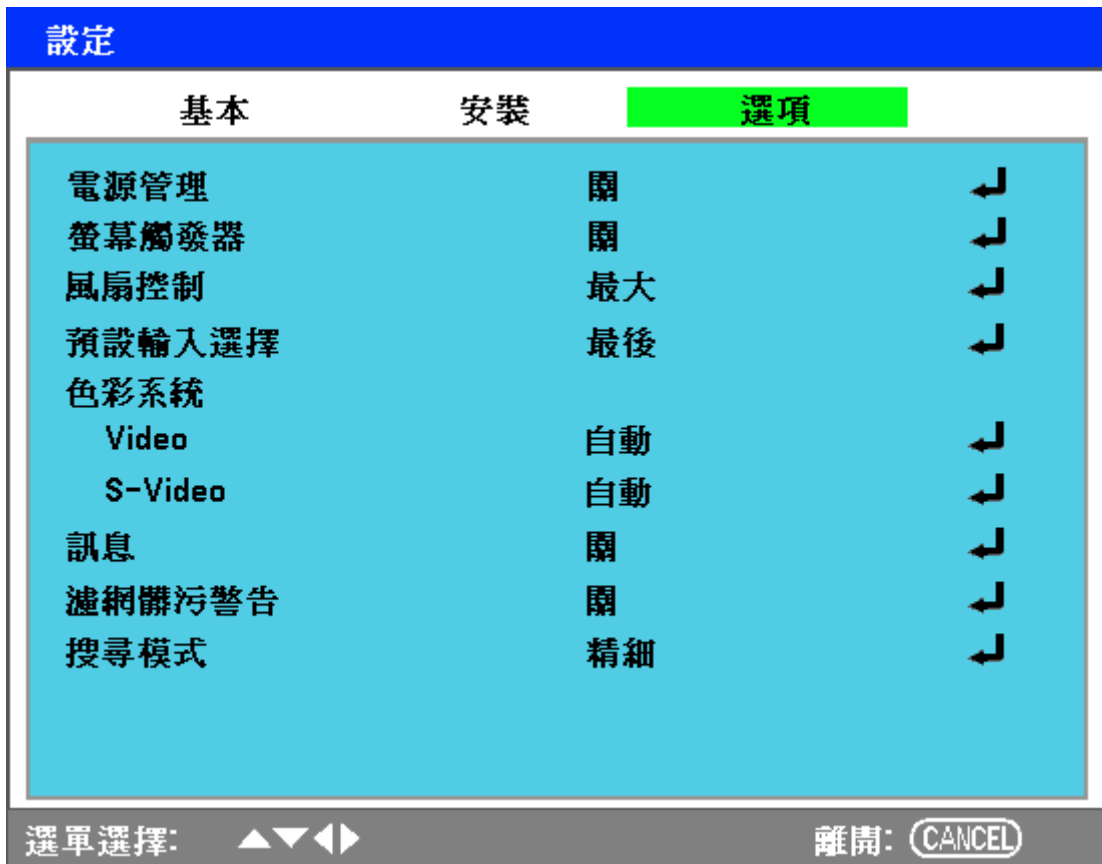 設定
基本 安裝 選項
電源管理 關
螢幕觸發器 關
風扇控制 最大
預設輸入選擇 最後
色彩系統
Video 自動
S-Video 自動
訊息 關
濾網髒污警告 關
搜尋模式 精細
選單選擇: ▲▼◀▶ 離開: CANCEL